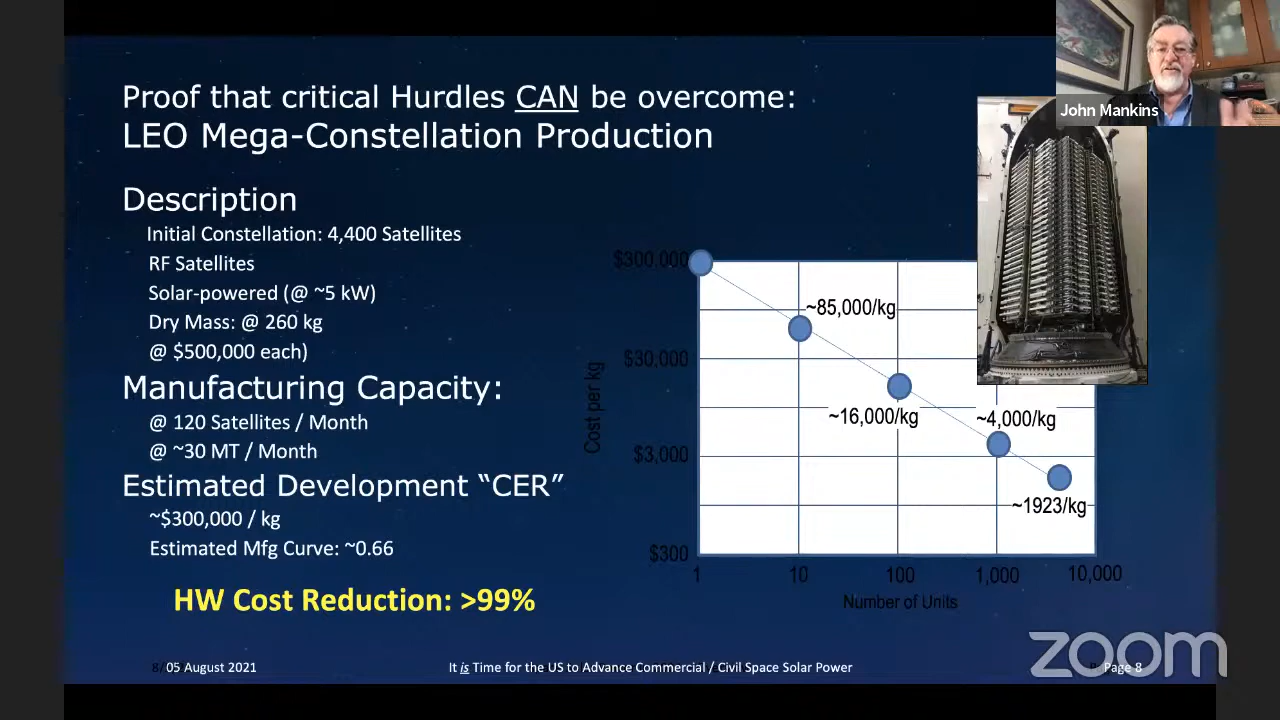 John Mankins
Proof that critical Hurdles CAN be overcome:
LEO Mega-Constellation Production
Description
Initial Constellation: 4,400 Satellites
RF Satellites
Solar-powered (@ ~5 kW)
Dry Mass: @ 260 kg
@ $500,000 each)
Manufacturing Capacity:
@ 120 Satellites / Month
@ ~30 MT / Month
Estimated Development “CER”
~$300,000 / kg
Estimated Mfg Curve: ~0.66
HW Cost Reduction: >99%
Cost per kg
$300,000
$30,000
$3,000
$300
~85,000/kg
~16,000/kg
~4,000/kg
~1923/kg
1
10
100
1,000
10,000
Number of Units
zoom
8/05 August 2021
It is Time for the US to Advance Commercial / Civil Space Solar Power
Page 8